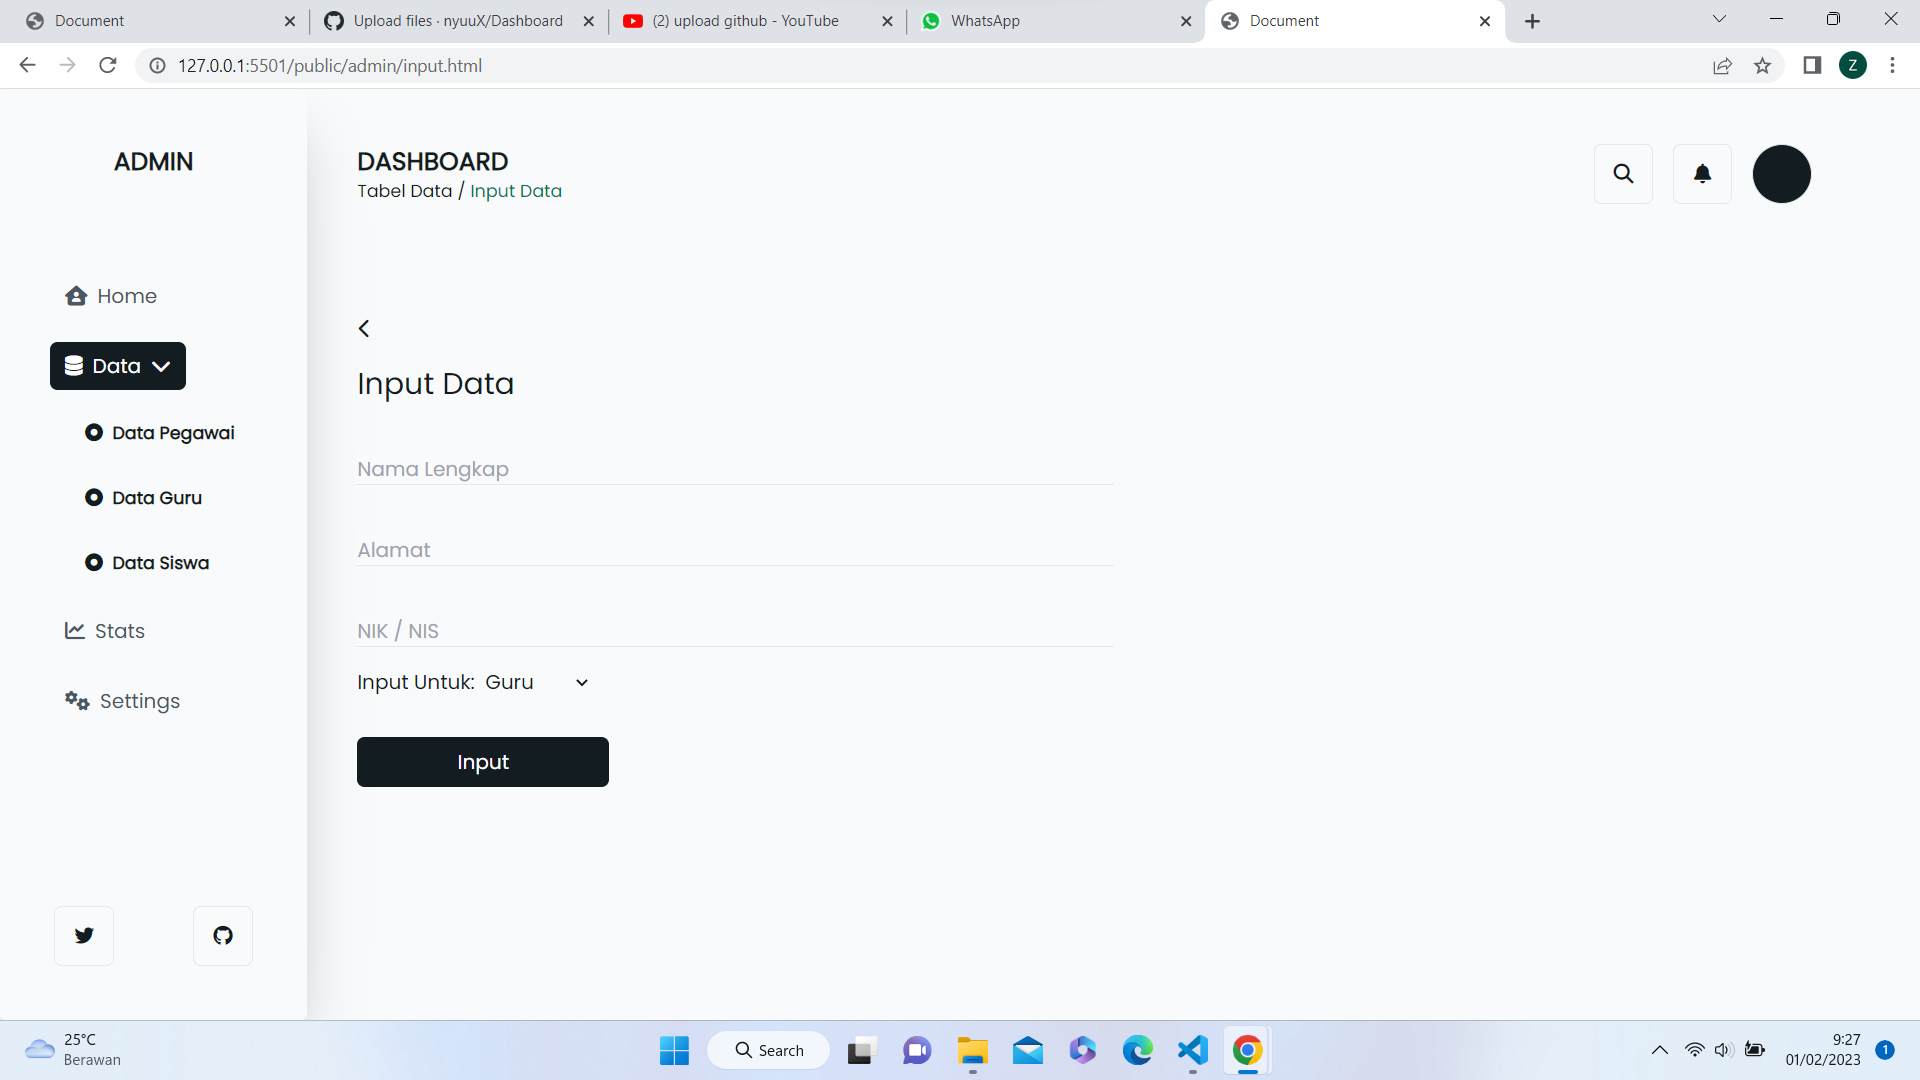 Document
Upload files · nyuuX/Dashboard
(2) upload github - YouTube
WhatsApp
Document
127.0.0.1:5501/public/admin/input.html
Z
ADMIN
DASHBOARD
Tabel Data / Input Data
Home
Data
Data Pegawai
Data Guru
Data Siswa
Stats
Settings
Input Data
Nama Lengkap
Alamat
NIK / NIS
Input Untuk: Guru
Input
25°C
Berawan
Search
9:27
01/02/2023
1